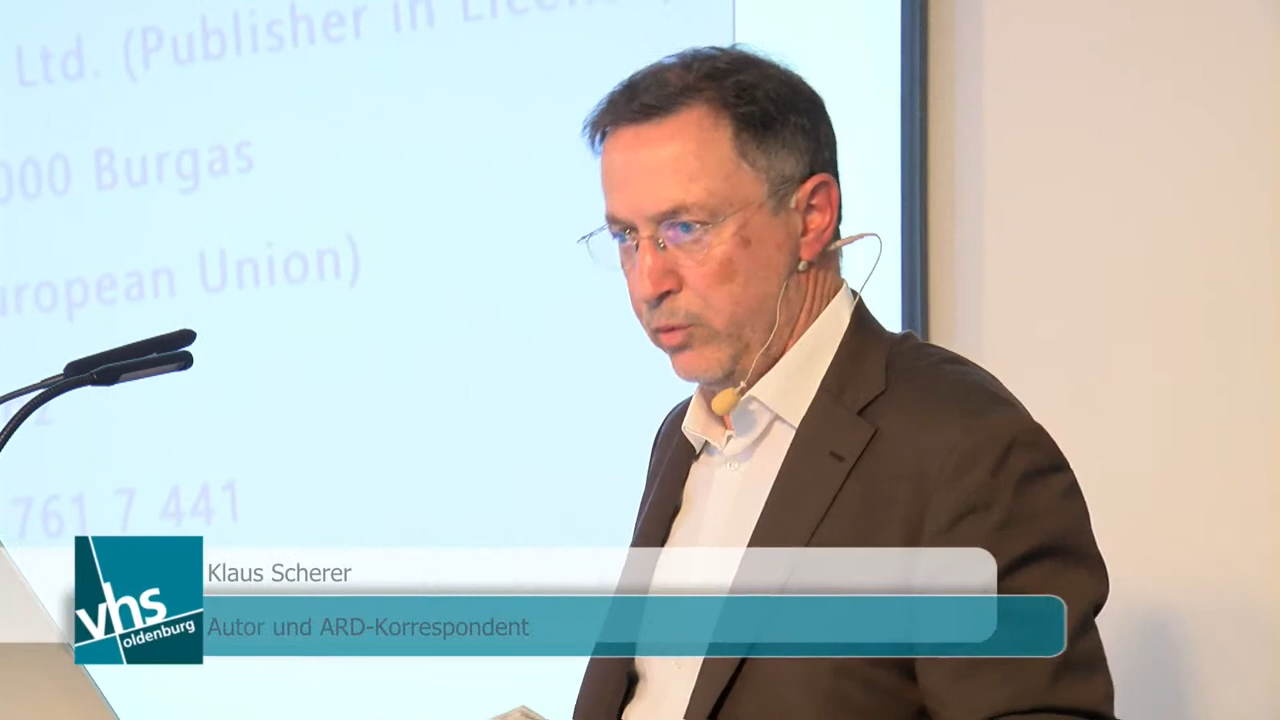 Ltd. (Publisher in
000 Burgas
uropean Union)
761 7 441
Klaus Scherer
vhs
oldenburg
Autor und ARD-Korrespondent